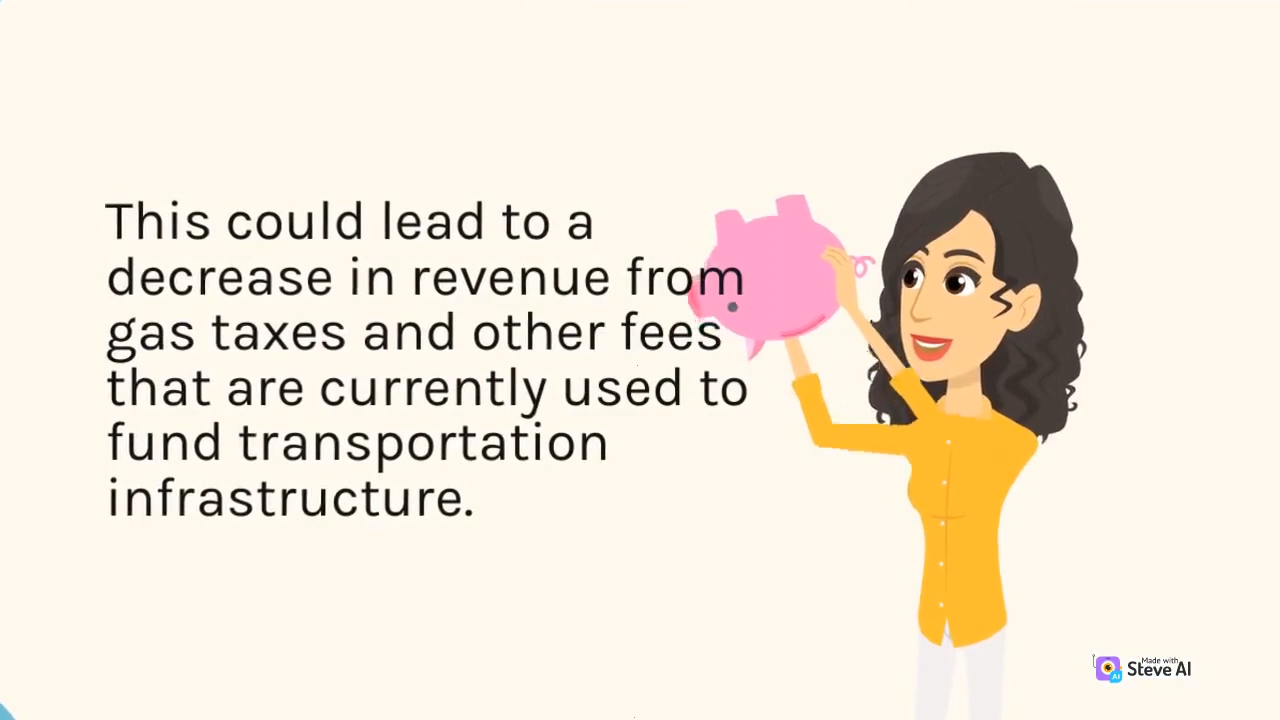 This could lead to a
decrease in revenue from
gas taxes and other fees
that are currently used to
fund transportation
infrastructure.
Made with
Steve AI
AI